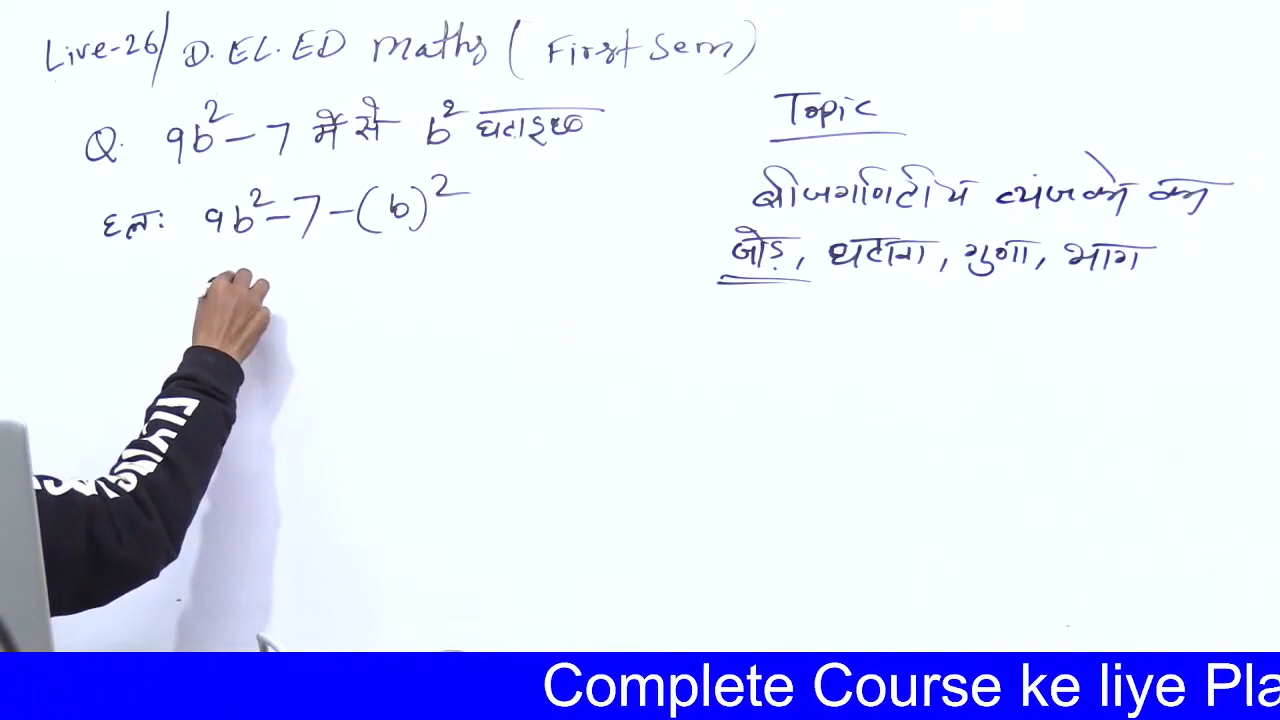 Live-26/ D.EL.ED Maths ( First Sem )
Q. 9b²-7 में से b² घटाइए
हलः 9b²-7-(b)²
Topic
बीजगणितीय व्यंजको का
जोड़, घटाना, गुणा, भाग
Complete Course ke liye Pla